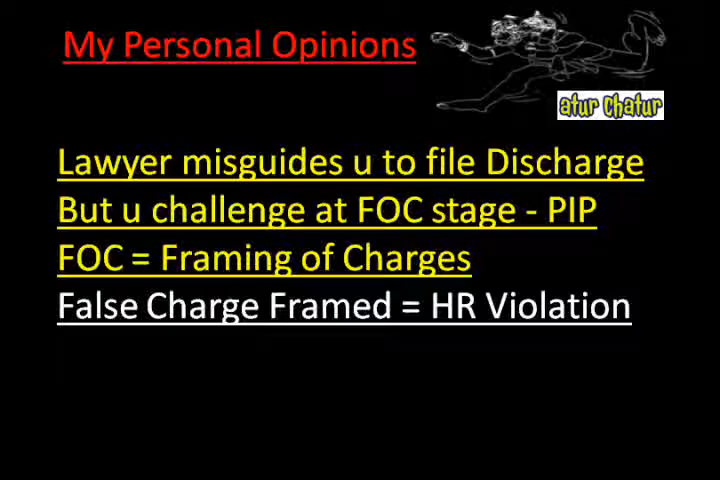 My Personal Opinions
atur chatur
Lawyer misguides u to file Discharge
But u challenge at FOC stage - PIP
FOC = Framing of Charges
False Charge Framed = HR Violation